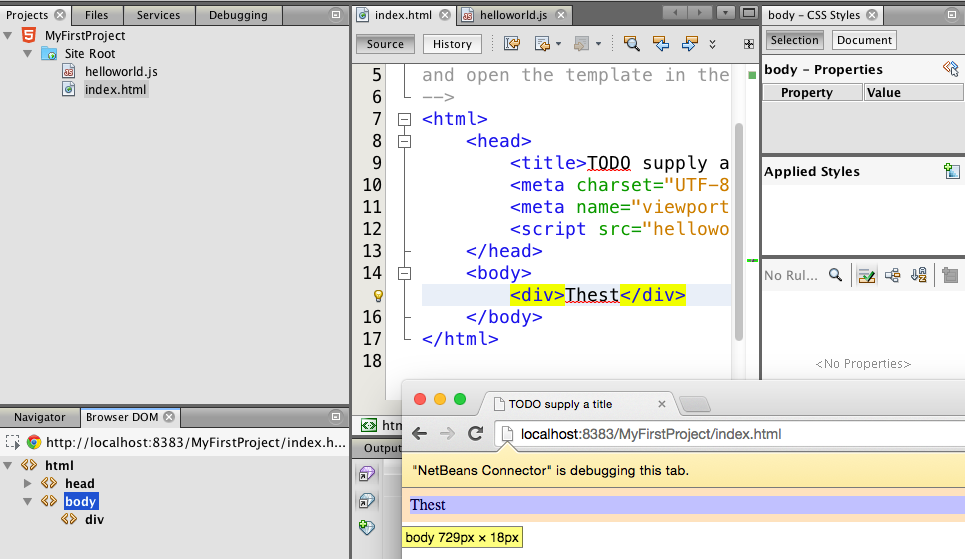 Projects
Files
Services
Debugging
MyFirstProject
Site Root
helloworld.js
index.html
index.html
helloworld.js
Source
History
5 and open the template in the
6 -->
7 <html>
8 <head>
9 <title>TODO supply a
10 <meta charset="UTF-8
11 <meta name="viewport
12 <script src="hellowo
13 </head>
14 <body>
<div>Thest</div>
16 </body>
17 </html>
18
body - CSS Styles
Selection
Document
body - Properties
Property Value
Applied Styles
No Rul...
<No Properties>
Navigator
Browser DOM
http://localhost:8383/MyFirstProject/index.h...
html
head
body
div
htn
Output
TODO supply a title
localhost:8383/MyFirstProject/index.html
"NetBeans Connector" is debugging this tab.
Thest
body 729px × 18px